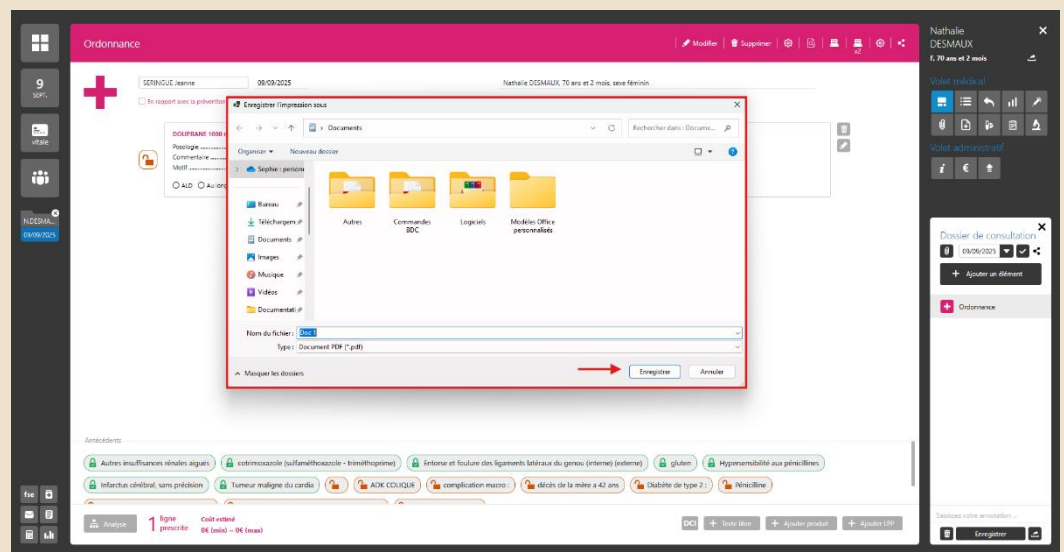 Ordonnance
Modifier
Supprimer
x2
Nathalie
DESMAUX
f, 70 ans et 2 mois
9
SEPT.
vitale
N.DESMA...
09/09/2025
SERINGUE Jeanne
09/09/2025
Nathalie DESMAUX, 70 ans et 2 mois, sexe féminin
En rapport avec la prévention
DOLIPRANE 1000
Posologie
Commentaire
Motif
ALD
Au long
Enregistrer l'impression sous
Documents
Rechercher dans : Docume...
Organiser
Nouveau dossier
Sophie : person
Bureau
Téléchargem
Documents
Images
Musique
Vidéos
Documentati
Autres
Commandes
BDC
Logiciels
Modèles Office
personnalisés
Nom du fichier : Doc 1
Type : Document PDF (*.pdf)
Masquer les dossiers
Enregistrer
Annuler
Volet médical
Volet administratif
i €
Dossier de consultation
09/09/2025
+ Ajouter un élément
Ordonnance
Antécédents
Autres insuffisances rénales aiguës
cotrimoxazole (sulfaméthoxazole - triméthoprime)
Entorse et foulure des ligaments latéraux du genou (interne) (externe)
gluten
Hypersensibilité aux pénicillines
Infarctus cérébral, sans précision
Tumeur maligne du cardia
ADK COLIQUE
complication macro :
décès de la mère a 42 ans
Diabète de type 2 :
Pénicilline
fse
Analyse
1 ligne
prescrite
Coût estimé
0€ (min) – 0€ (max)
DCI
+ Texte libre
+ Ajouter produit
+ Ajouter LPP
Saisissez votre annotation ...
Enregistrer